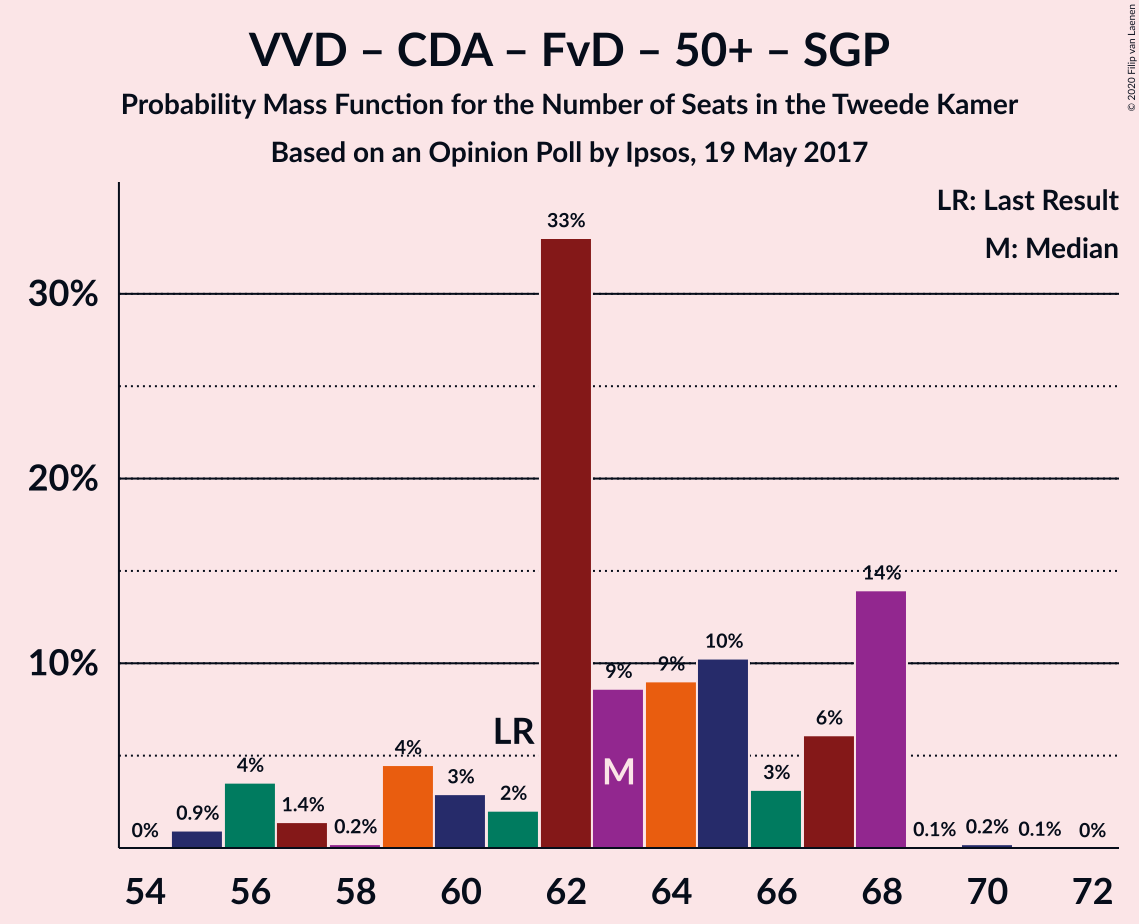 VVD – CDA – FvD – 50+ – SGP
Probability Mass Function for the Number of Seats in the Tweede Kamer
Based on an Opinion Poll by Ipsos, 19 May 2017
© 2020 Filip van Laenen
LR: Last Result
M: Median
30%
20%
10%
0%
0.9%
4%
1.4%
0.2%
4%
3%
2%
LR
33%
9%
M
9%
10%
3%
6%
14%
0.1%
0.2%
0.1%
0%
54 56 58 60 62 64 66 68 70 72